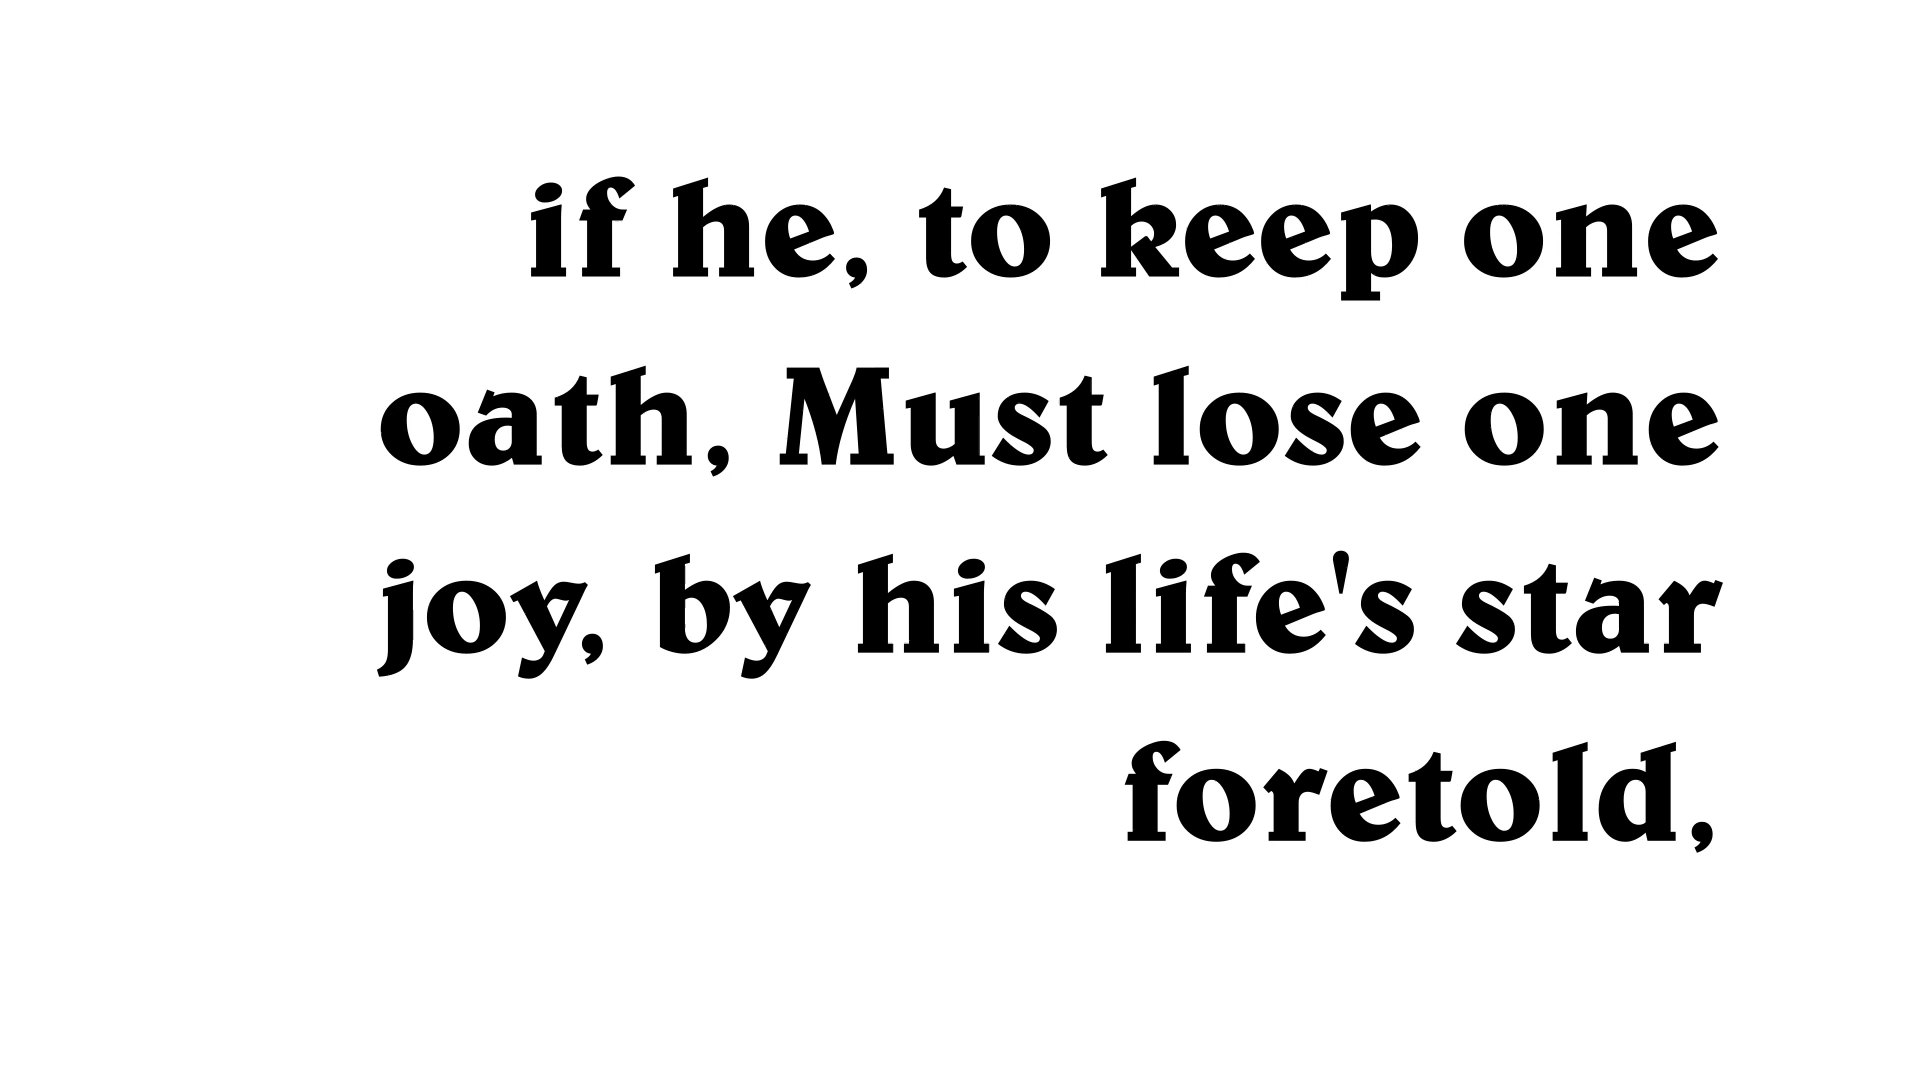 if he, to keep one
oath, Must lose one
joy, by his life's star
foretold,